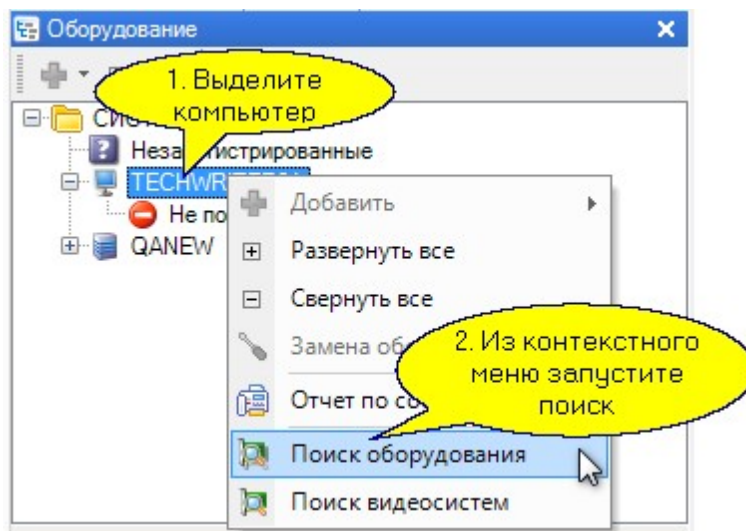 Оборудование
1. Выделите
компьютер
Незарегистрированные
QANEW
Добавить
Развернуть все
Свернуть все
Замена
2. Из контекстного
меню запустите
поиск
Отчет по
Поиск оборудования
Поиск видеосистем